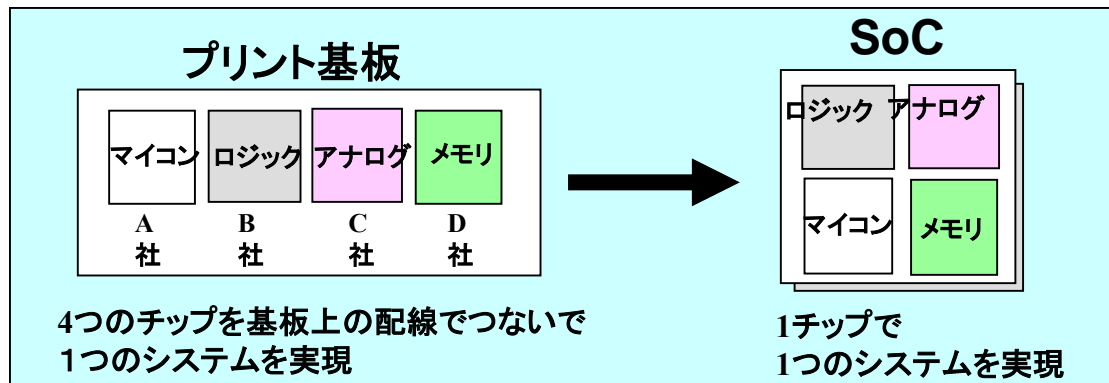 プリント基板
マイコン ロジック アナログ メモリ
A B C D
社 社 社 社
4つのチップを基板上の配線でつないで
１つのシステムを実現
SoC
ロジック アナログ
マイコン メモリ
1チップで
1つのシステムを実現